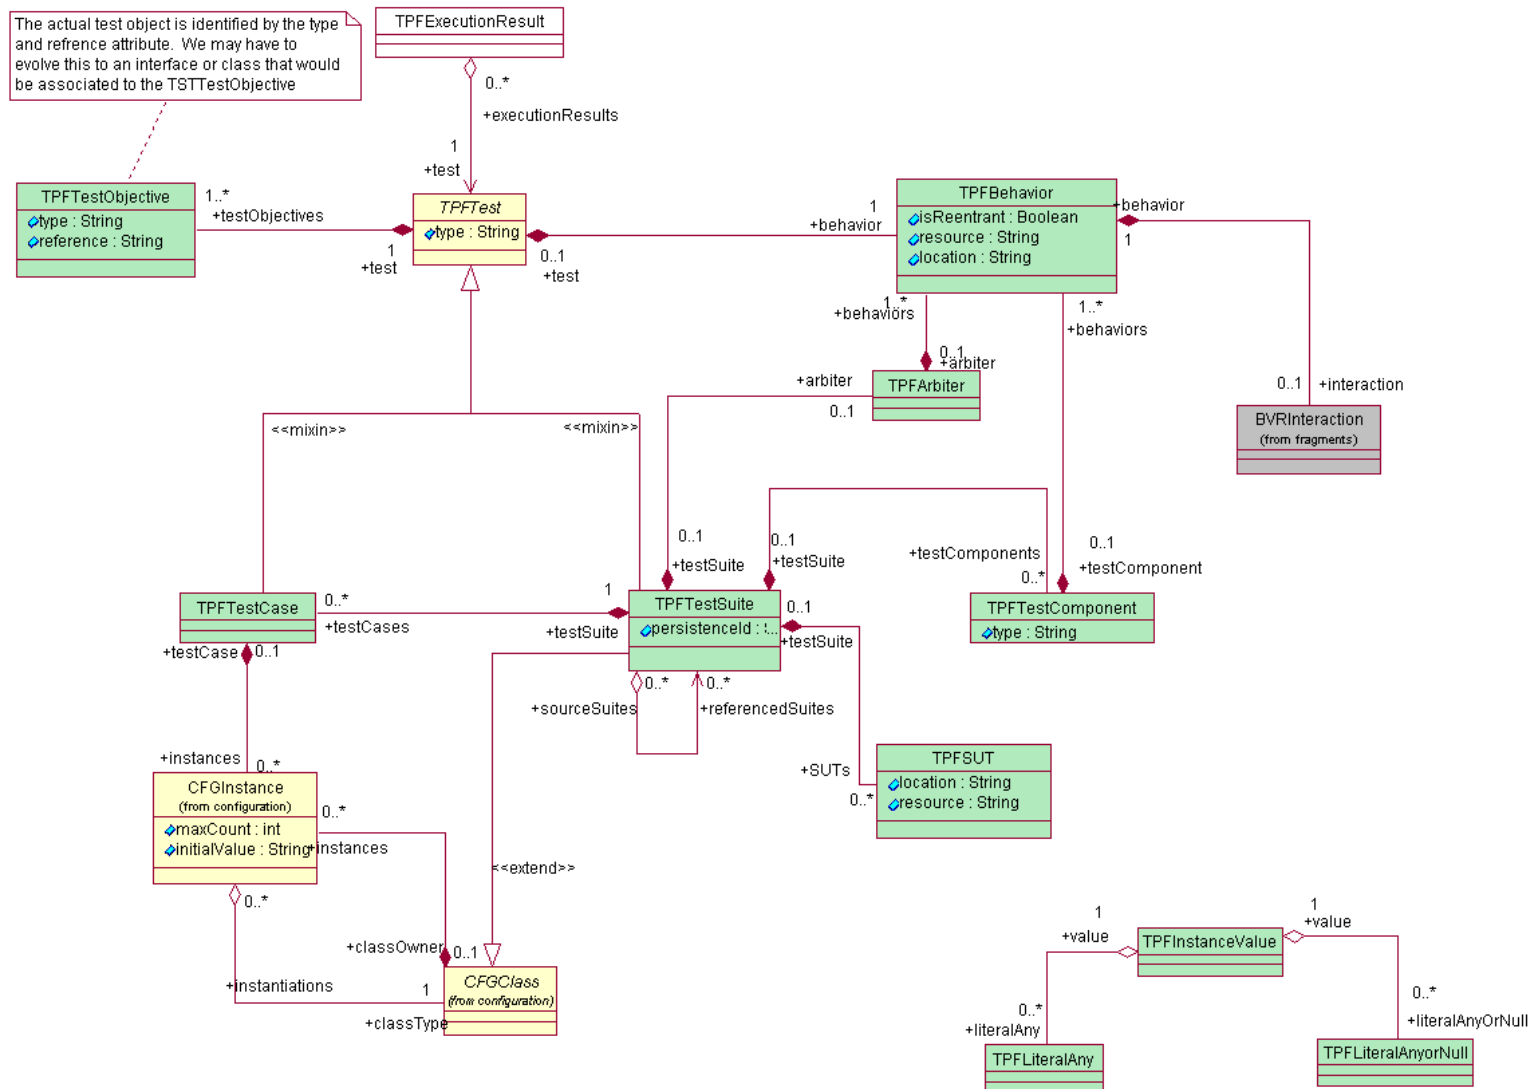 The actual test object is identified by the type
and refrence attribute. We may have to
evolve this to an interface or class that would
be associated to the TSTTestObjective
TPFExecutionResult
0..*
+executionResults
1
+test
TPFTestObjective
type : String
reference : String
1..*
+testObjectives
TPFTest
type : String
1
+test
0..1
+test
1
+behavior
TPFBehavior
isReentrant : Boolean
resource : String
location : String
+behavior
1
1..*
+behaviors
1..*
+behaviors
0..1
+arbiter
+arbiter
0..1
TPFArbiter
0..1
+interaction
BVRInteraction
(from fragments)
<<mixin>>
<<mixin>>
0..1
+testSuite
0..1
+testSuite
+testComponents
0..*
0..1
+testComponent
TPFTestCase
0..*
+testCases
1
+testSuite
TPFTestSuite
persistenceId : S...
0..1
+testSuite
TPFTestComponent
type : String
+testCase
0..1
0..*
+sourceSuites
0..*
+referencedSuites
+instances
0..*
CFGInstance
(from configuration)
maxCount : int
initialValue : String
0..*
+instances
+SUTs
0..*
TPFSUT
location : String
resource : String
<<extend>>
0..*
+instantiations
+classOwner
0..1
1
+classType
CFGClass
(from configuration)
1
+value
TPFInstanceValue
1
+value
0..*
+literalAny
0..*
+literalAnyOrNull
TPFLiteralAny
TPFLiteralAnyorNull